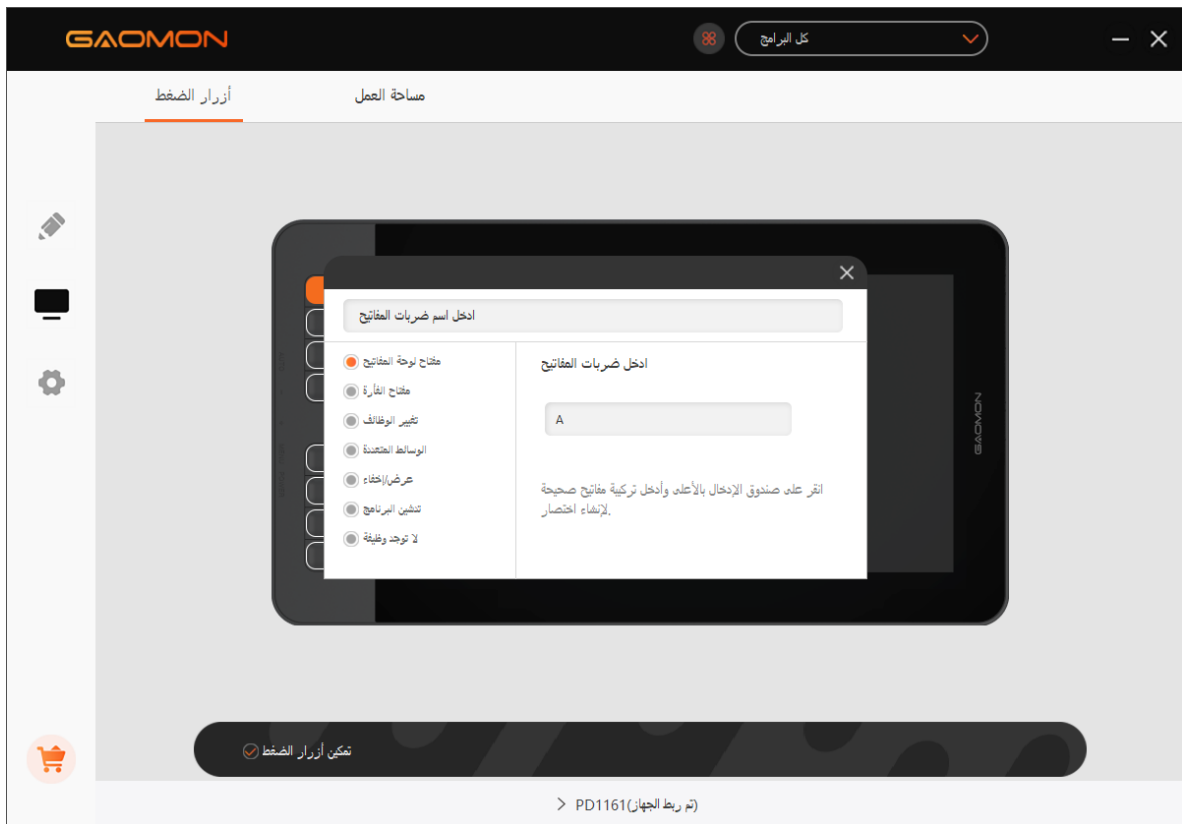 GAOMON
كل البرامج
أزرار الضغط
مساحة العمل
ادخل اسم ضربات المفاتيح
مفتاح لوحة المفاتيح
مفتاح الفأرة
تغيير الوظائف
الوسائط المتعددة
عرض/إخفاء
تدشين البرنامج
لا توجد وظيفة
ادخل ضربات المفاتيح
A
انقر على صندوق الإدخال بالأعلى وأدخل تركيبة مفاتيح صحيحة
لإنشاء اختصار.
GAOMON
تمكين أزرار الضغط
PD1161(تم ربط الجهاز)